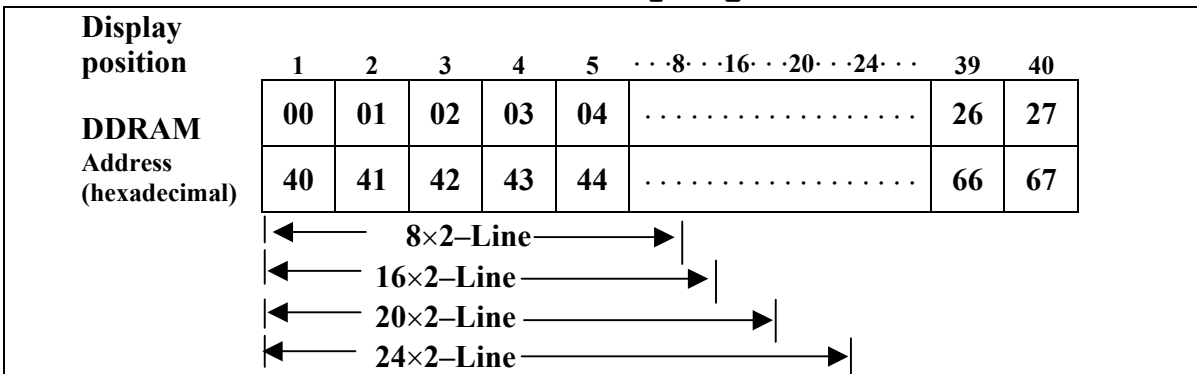 Display
position 1 2 3 4 5 · · ·8· · ·16· · ·20· · ·24· · · 39 40
DDRAM
Address
(hexadecimal)
00 01 02 03 04 · · · · · · · · · · · · · · · · · · 26 27
40 41 42 43 44 · · · · · · · · · · · · · · · · · · 66 67
8×2–Line
16×2–Line
20×2–Line
24×2–Line